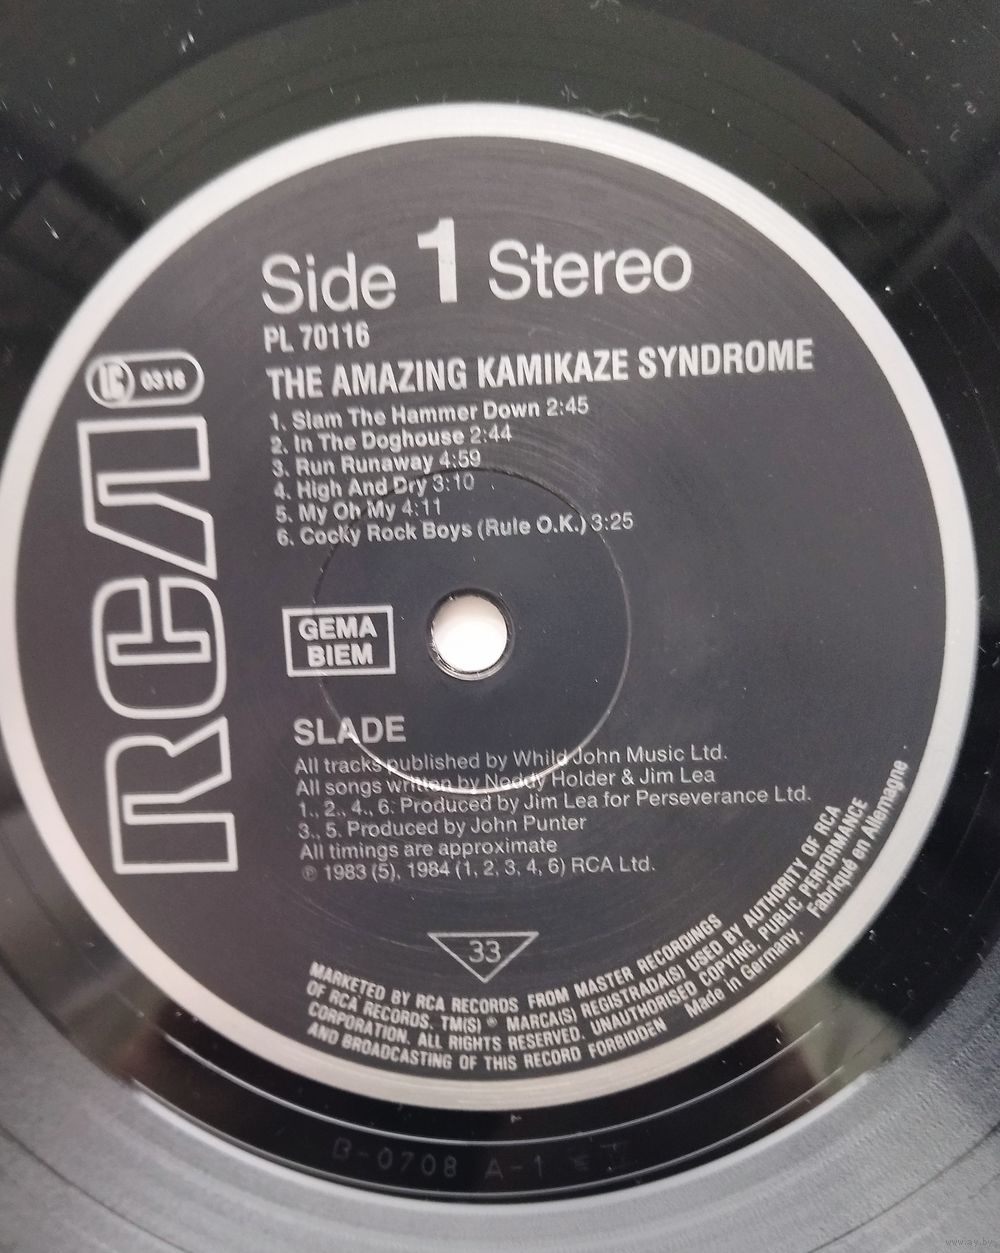 Side 1 Stereo
PL 70116
THE AMAZING KAMIKAZE SYNDROME
1. Slam The Hammer Down 2:45
2. In The Doghouse 2:44
3. Run Runaway 4:59
4. High And Dry 3:10
5. My Oh My 4:11
6. Cocky Rock Boys (Rule O.K.) 3:25
LC 0316
RCA
GEMA
BIEM
SLADE
All tracks published by Whild John Music Ltd.
All songs written by Noddy Holder & Jim Lea
1., 2., 4., 6. Produced by Jim Lea for Perseverance Ltd.
3., 5. Produced by John Punter
All timings are approximate
℗ 1983 (5), 1984 (1, 2, 3, 4, 6) RCA Ltd.
33
MARKETED BY RCA RECORDS FROM MASTER RECORDINGS
OF RCA RECORDS. TM(S) ® MARCA(S) REGISTRADA(S) USED BY AUTHORITY OF RCA
CORPORATION. ALL RIGHTS RESERVED. UNAUTHORISED COPYING, PUBLIC PERFORMANCE
AND BROADCASTING OF THIS RECORD FORBIDDEN Made in Germany. Fabriqué en Allemagne
B-0708 A-1
www.ay.by